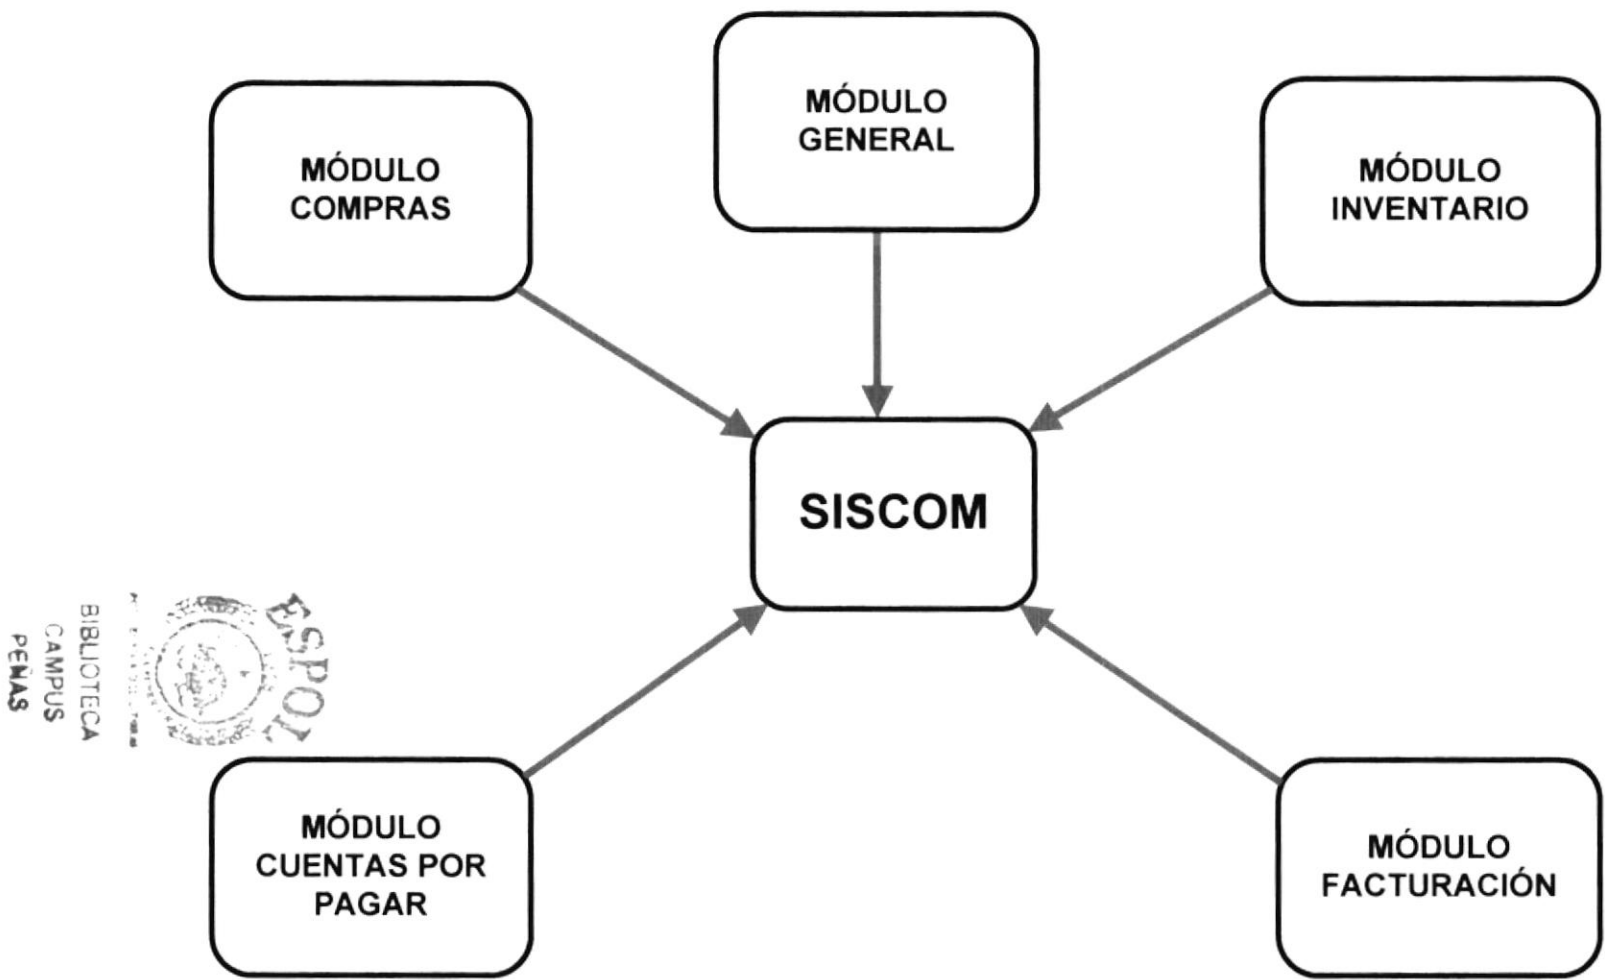 MÓDULO
GENERAL
MÓDULO
COMPRAS
MÓDULO
INVENTARIO
SISCOM
ESPOL
BIBLIOTECA
CAMPUS
PEÑAS
MÓDULO
CUENTAS POR
PAGAR
MÓDULO
FACTURACIÓN